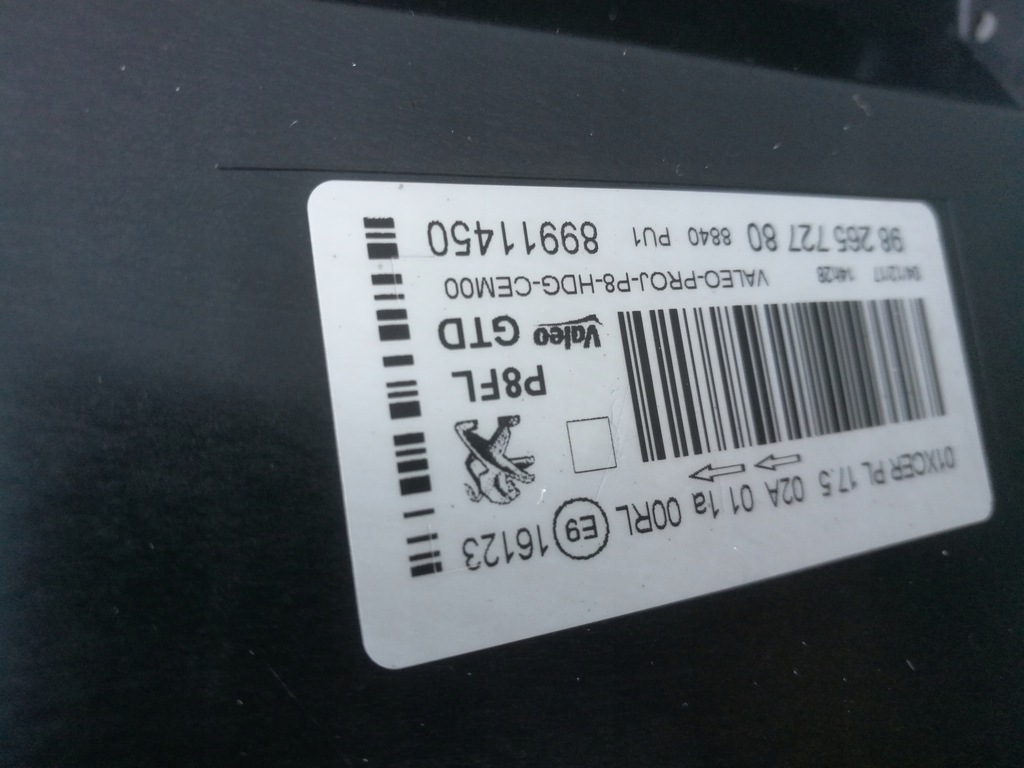 01XCER PL 17.5 02A 01 1a 00RL E9 16123
P8FL
Valeo GTD
04/12/17 14h28 VALEO-PROJ-P8-HDG-CEM00
98 265 727 80 8840 PU1 89911450